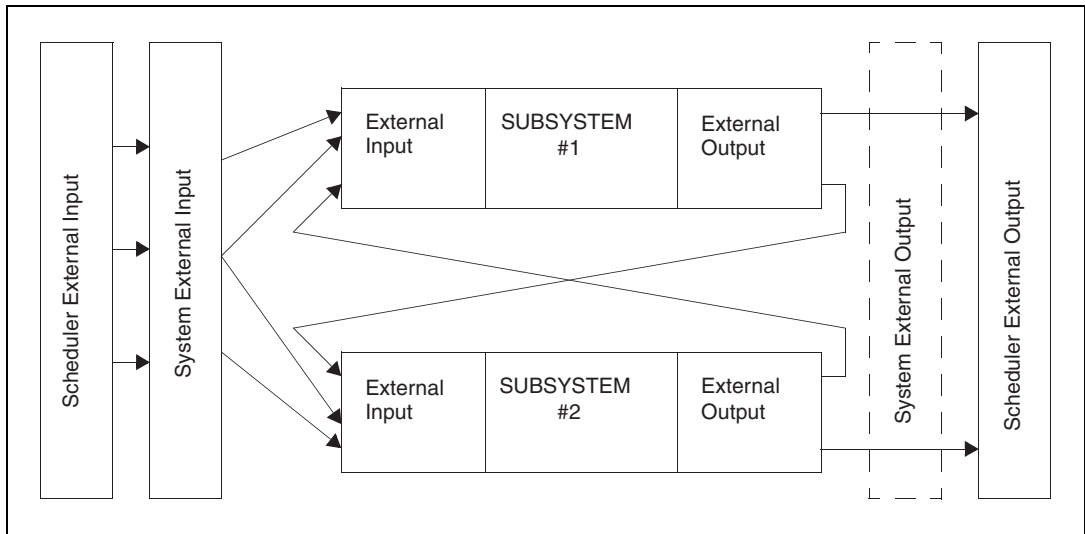 Scheduler External Input
System External Input
External
Input
SUBSYSTEM
#1
External
Output
External
Input
SUBSYSTEM
#2
External
Output
System External Output
Scheduler External Output